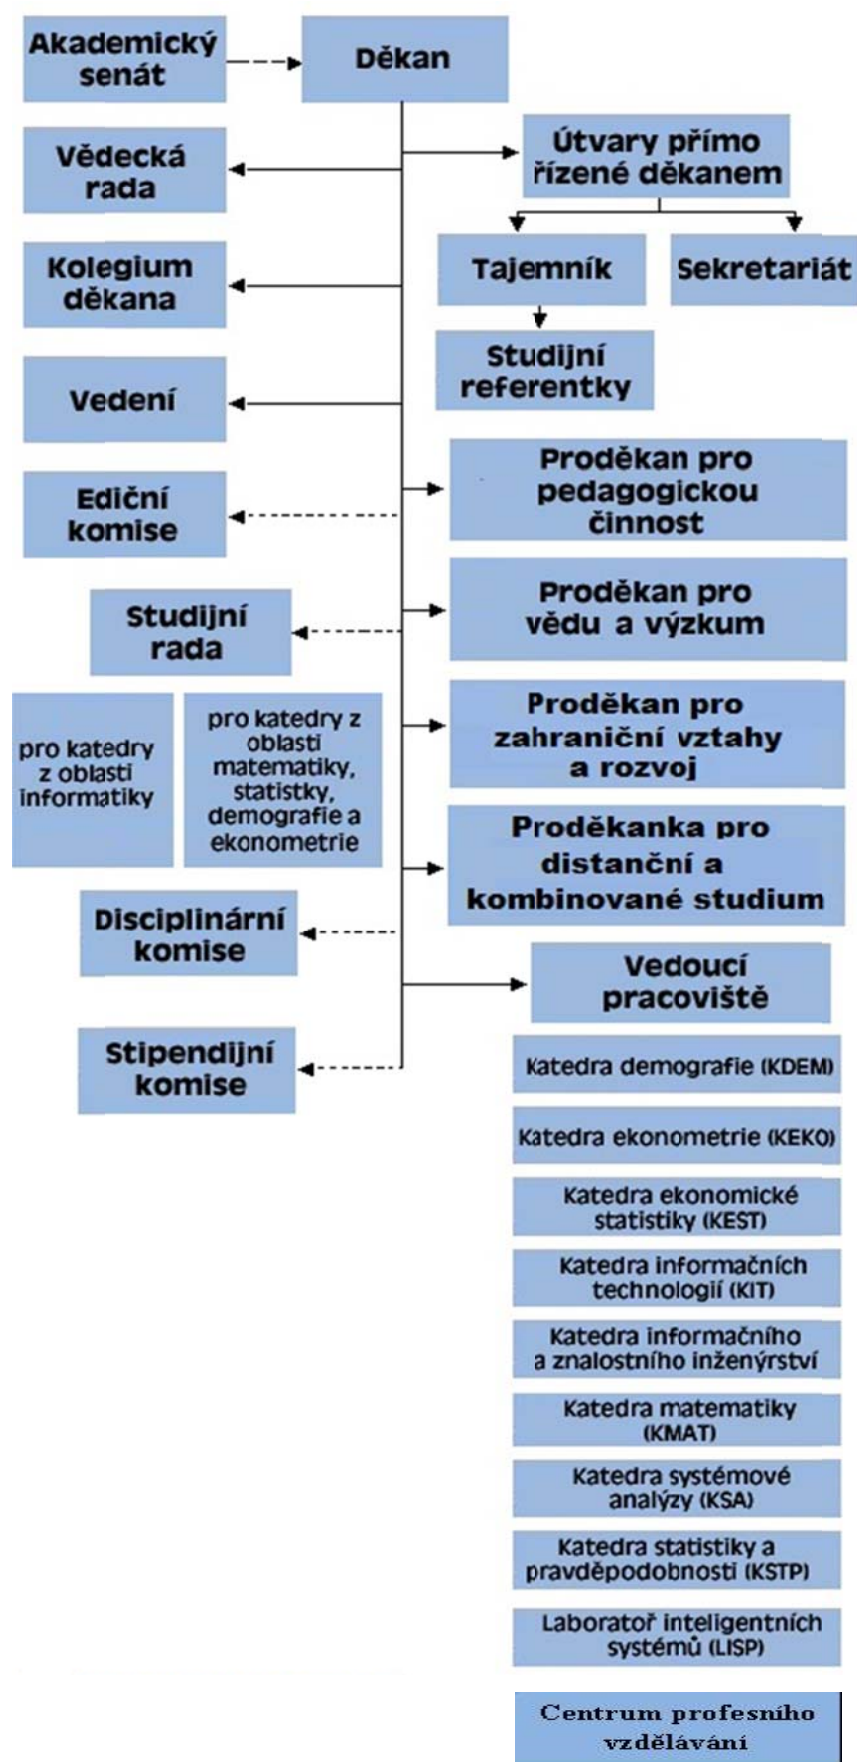 Akademický
senát
Děkan
Vědecká
rada
Útvary přímo
řízené děkanem
Kolegium
děkana
Tajemník
Sekretariát
Studijní
referentky
Vedení
Ediční
komise
Proděkan pro
pedagogickou
činnost
Studijní
rada
Proděkan pro
vědu a výzkum
pro katedry
z oblasti
informatiky
pro katedry z
oblasti
matematiky,
statistky,
demografie a
ekonometrie
Proděkan pro
zahraniční vztahy
a rozvoj
Proděkanka pro
distanční a
kombinované studium
Disciplinární
komise
Vedoucí
pracoviště
Stipendijní
komise
Katedra demografie (KDEM)
Katedra ekonometrie (KEKO)
Katedra ekonomické
statistiky (KEST)
Katedra informačních
technologií (KIT)
Katedra informačního
a znalostního inženýrství
Katedra matematiky
(KMAT)
Katedra systémové
analýzy (KSA)
Katedra statistiky a
pravděpodobnosti (KSTP)
Laboratoř inteligentních
systémů (LISP)
Centrum profesního
vzdělávání